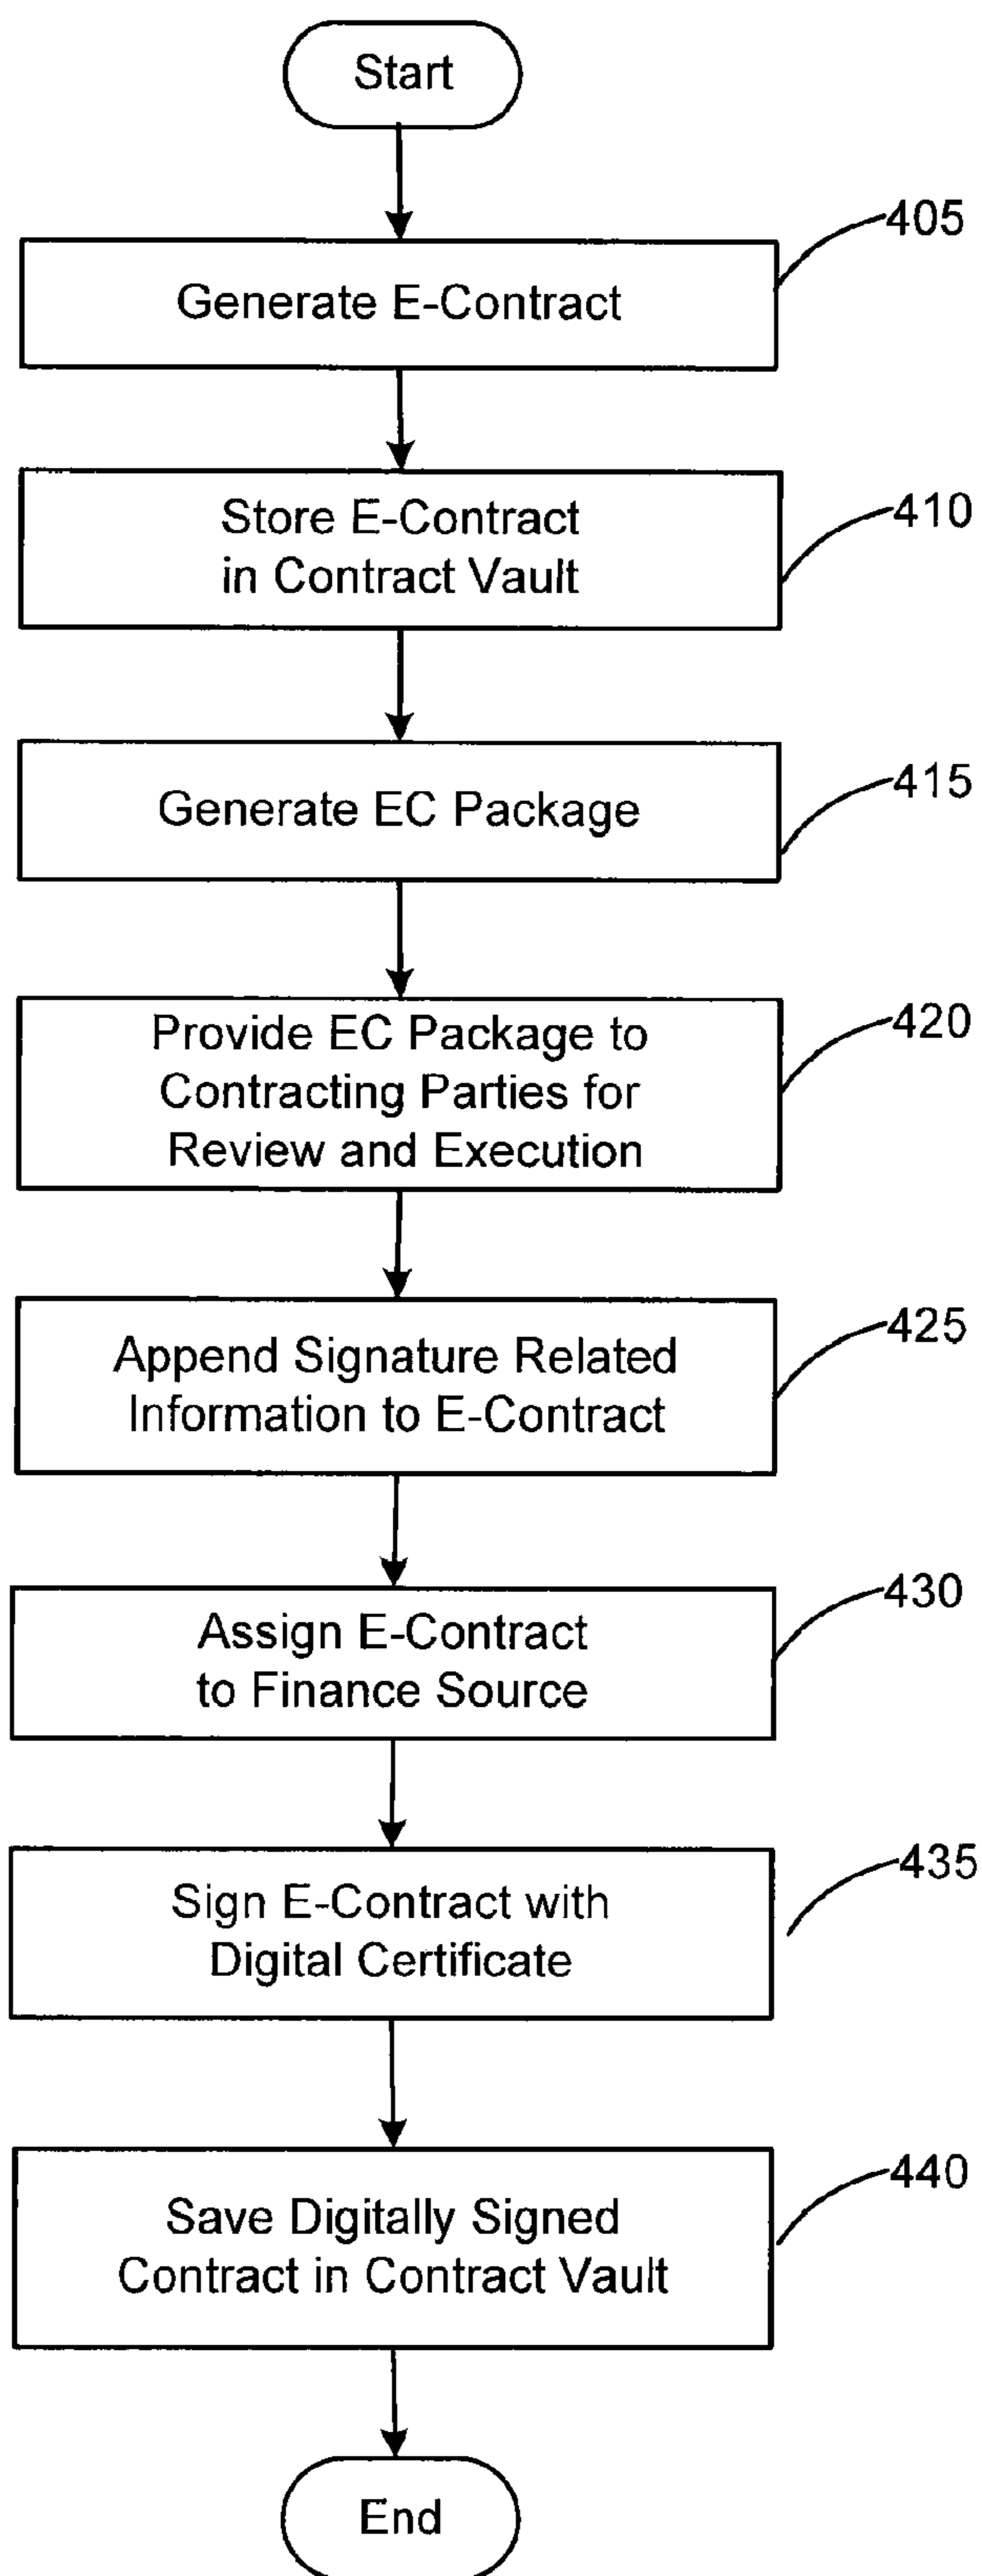 Start
405
Generate E-Contract
410
Store E-Contract
in Contract Vault
415
Generate EC Package
420
Provide EC Package to
Contracting Parties for
Review and Execution
425
Append Signature Related
Information to E-Contract
430
Assign E-Contract
to Finance Source
435
Sign E-Contract with
Digital Certificate
440
Save Digitally Signed
Contract in Contract Vault
End